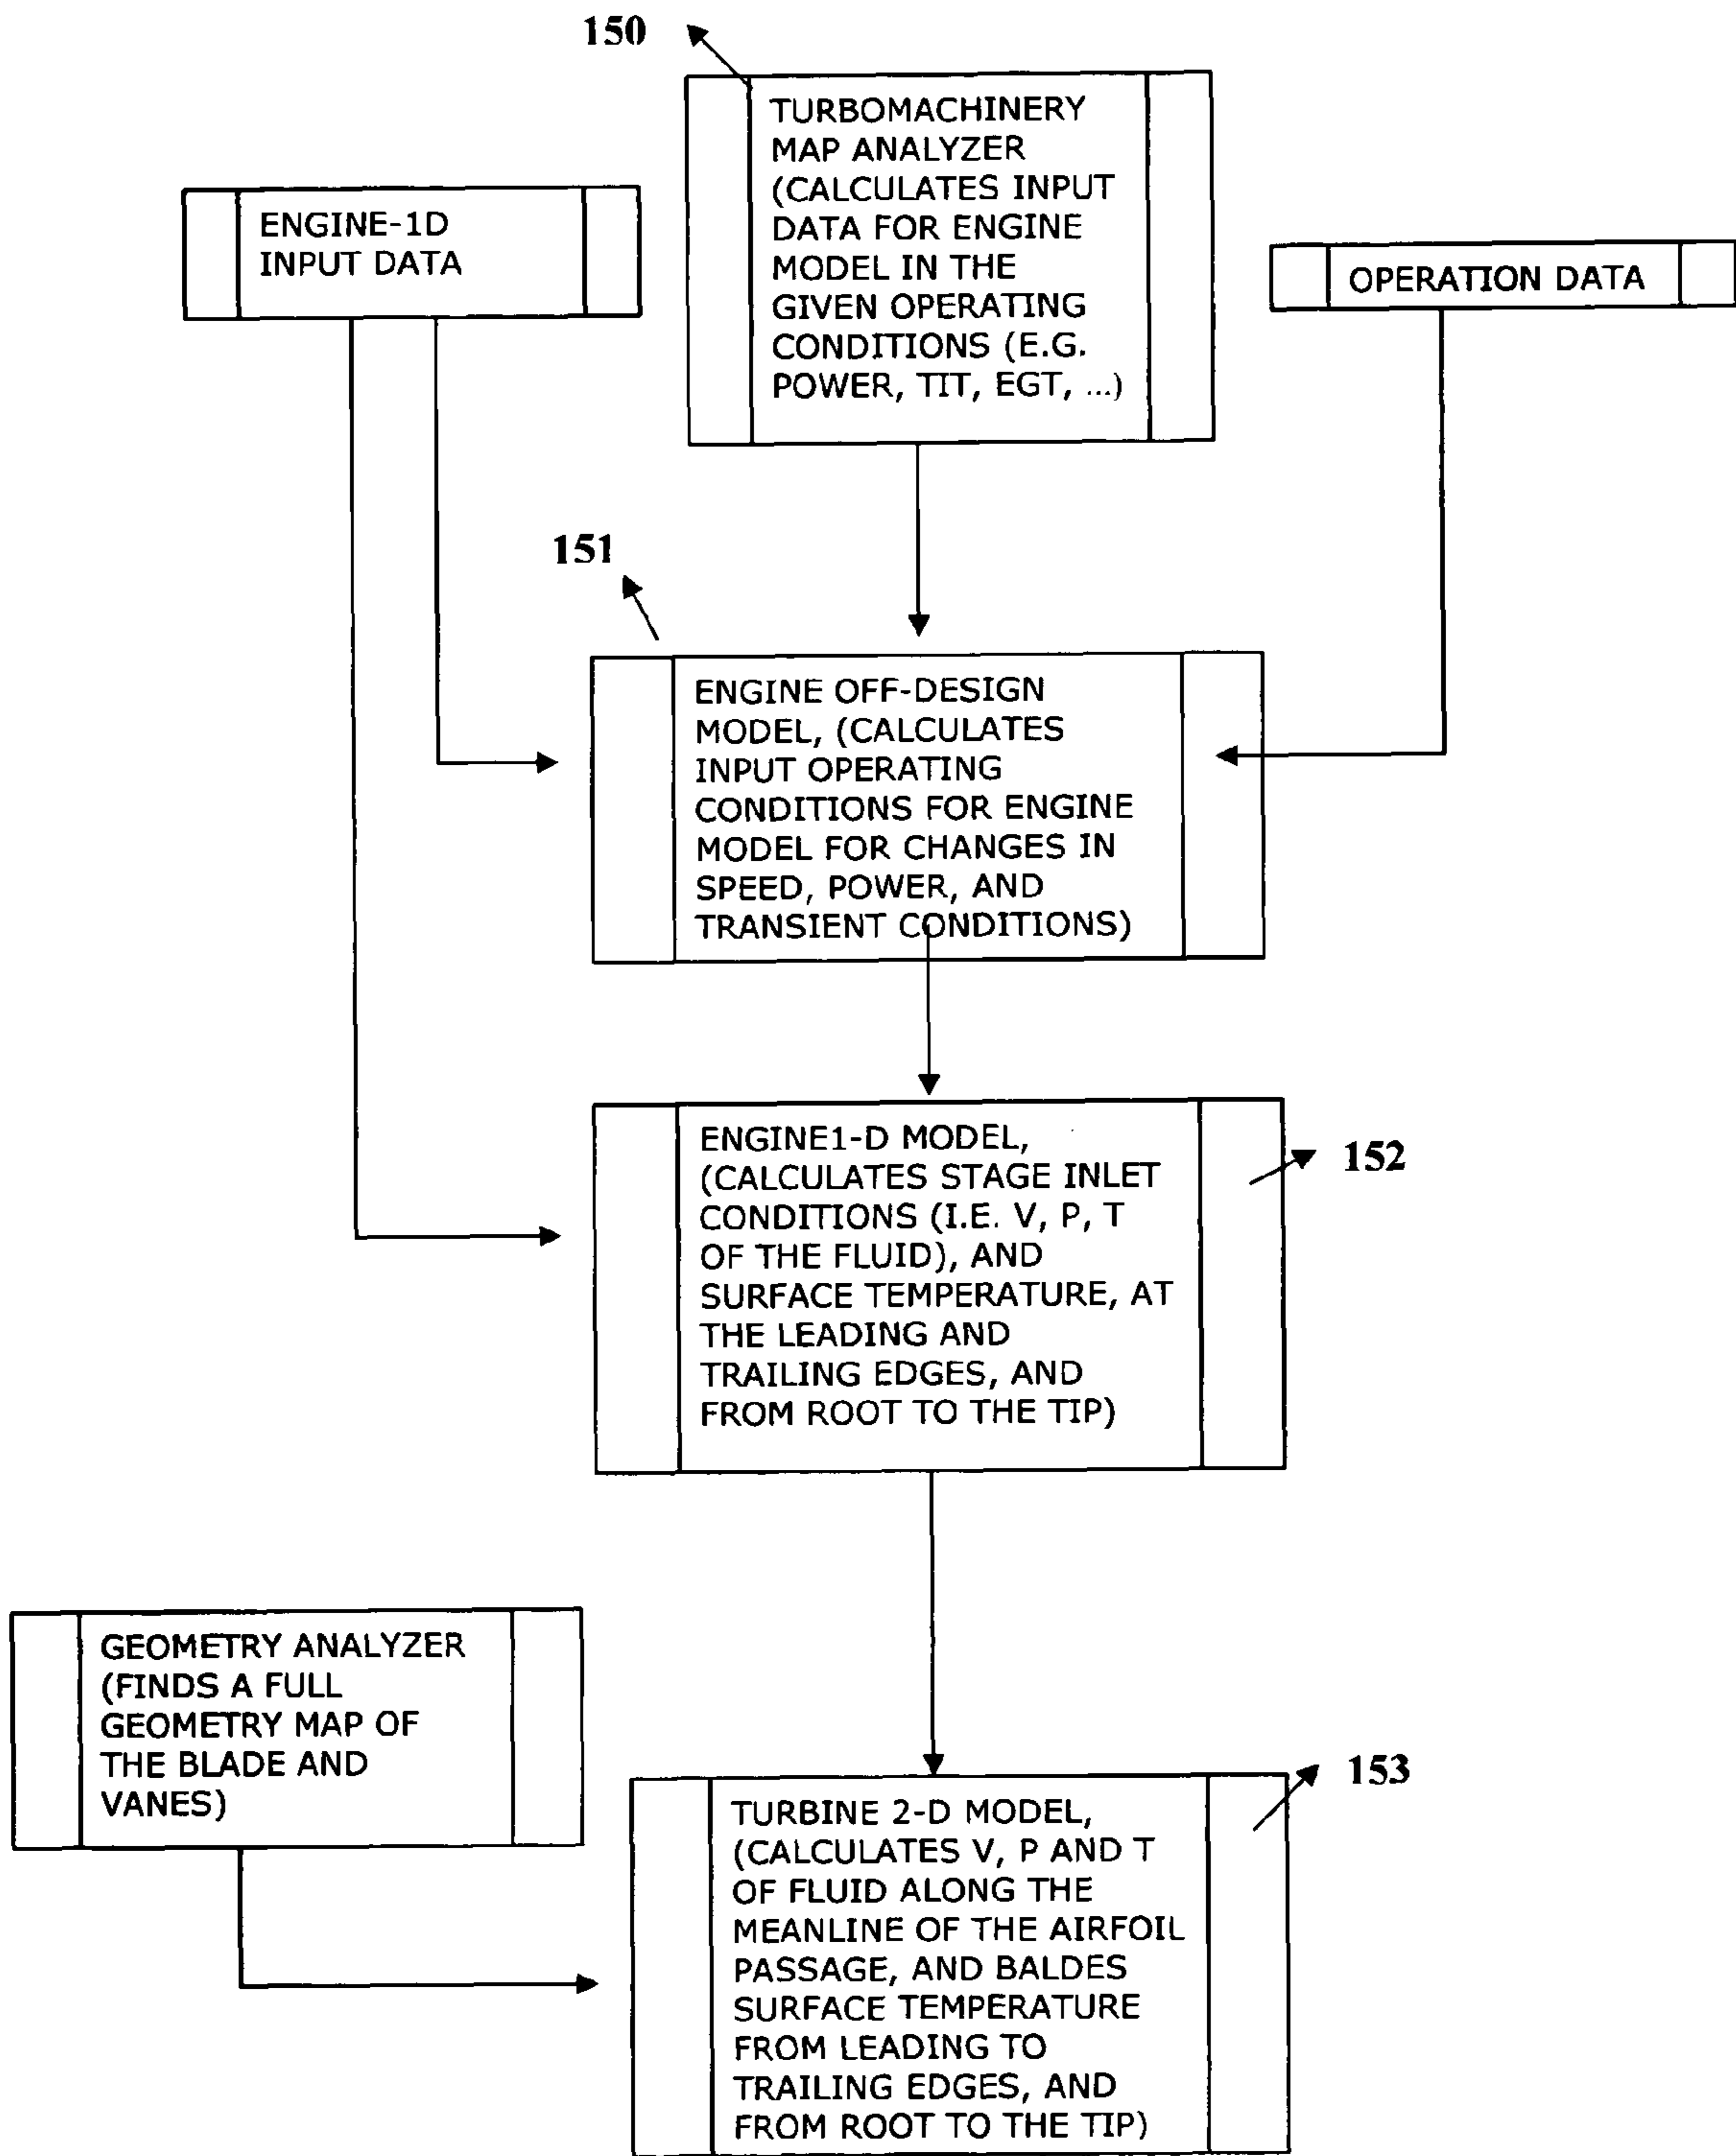 150
TURBOMACHINERY
MAP ANALYZER
(CALCULATES INPUT
DATA FOR ENGINE
MODEL IN THE
GIVEN OPERATING
CONDITIONS (E.G.
POWER, TIT, EGT, ...)
ENGINE-1D
INPUT DATA
OPERATION DATA
151
ENGINE OFF-DESIGN
MODEL, (CALCULATES
INPUT OPERATING
CONDITIONS FOR ENGINE
MODEL FOR CHANGES IN
SPEED, POWER, AND
TRANSIENT CONDITIONS)
ENGINE1-D MODEL,
(CALCULATES STAGE INLET
CONDITIONS (I.E. V, P, T
OF THE FLUID), AND
SURFACE TEMPERATURE, AT
THE LEADING AND
TRAILING EDGES, AND
FROM ROOT TO THE TIP)
152
GEOMETRY ANALYZER
(FINDS A FULL
GEOMETRY MAP OF
THE BLADE AND
VANES)
153
TURBINE 2-D MODEL,
(CALCULATES V, P AND T
OF FLUID ALONG THE
MEANLINE OF THE AIRFOIL
PASSAGE, AND BALDES
SURFACE TEMPERATURE
FROM LEADING TO
TRAILING EDGES, AND
FROM ROOT TO THE TIP)